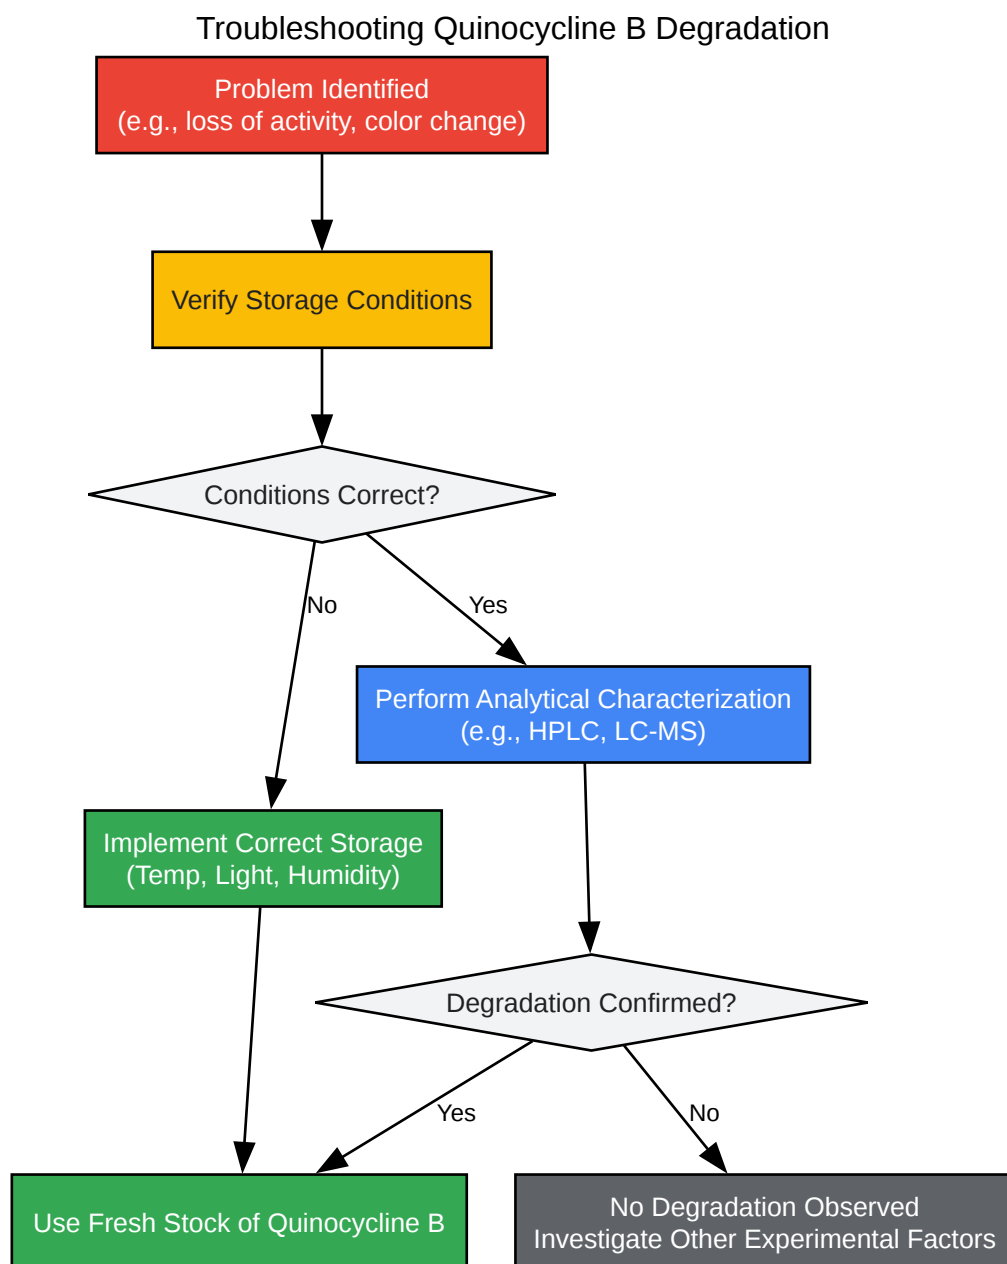 Troubleshooting Quinocycline B Degradation
Problem Identified
(e.g., loss of activity, color change)
Verify Storage Conditions
Conditions Correct?
No
Yes
Perform Analytical Characterization
(e.g., HPLC, LC-MS)
Implement Correct Storage
(Temp, Light, Humidity)
Degradation Confirmed?
Yes
No
Use Fresh Stock of Quinocycline B
No Degradation Observed
Investigate Other Experimental Factors